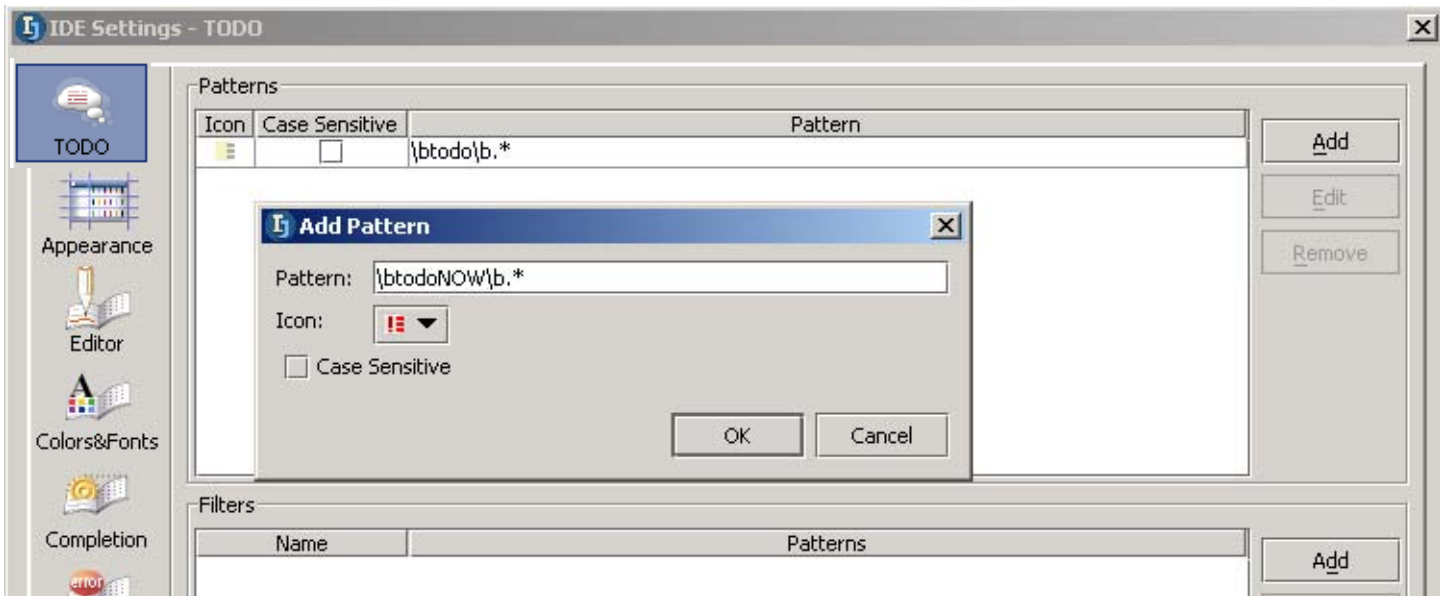 IDE Settings - TODO
TODO
Appearance
Editor
Colors&Fonts
Completion
error
Patterns
Icon Case Sensitive Pattern
\btodo\b.*
Add
Edit
Remove
Add Pattern
Pattern: \btodoNOW\b.*
Icon:
Case Sensitive
OK Cancel
Filters
Name Patterns
Add